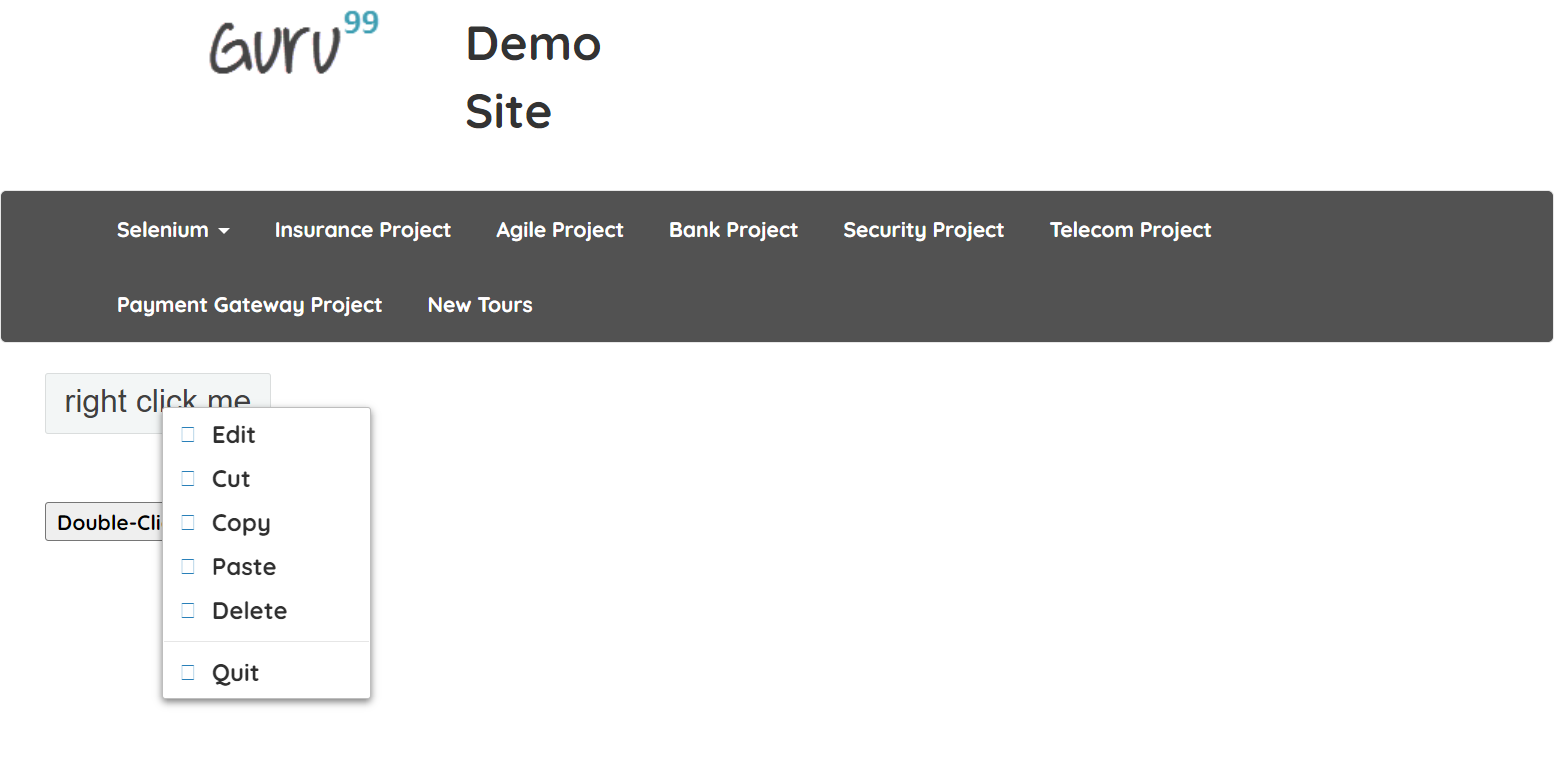 Guru99
Demo
Site
Selenium Insurance Project Agile Project Bank Project Security Project Telecom Project
Payment Gateway Project New Tours
right click me
Edit
Cut
Double-Cli Copy
Paste
Delete
Quit